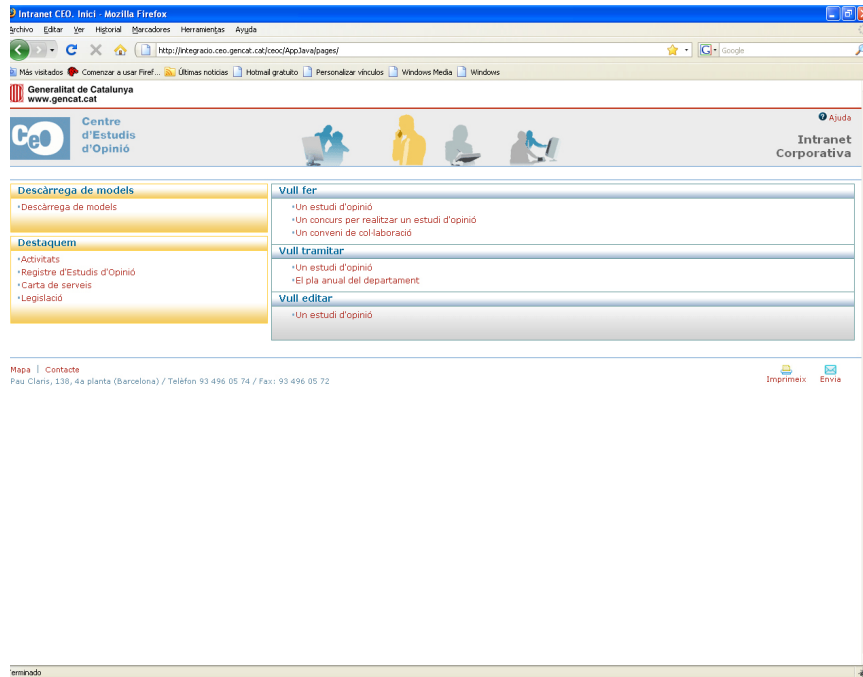 Intranet CEO. Inici - Mozilla Firefox
Archivo Editar Ver Historial Marcadores Herramientas Ayuda
http://integracio.ceo.gencat.cat/ceoc/AppJava/pages/
Google
Más visitados Comenzar a usar Firef... Últimas noticias Hotmail gratuito Personalizar vínculos Windows Media Windows
Generalitat de Catalunya
www.gencat.cat
CeO
Centre
d'Estudis
d'Opinió
Ajuda
Intranet
Corporativa
Descàrrega de models
Descàrrega de models
Destaquem
Activitats
Registre d'Estudis d'Opinió
Carta de serveis
Legislació
Vull fer
Un estudi d'opinió
Un concurs per realitzar un estudi d'opinió
Un conveni de col·laboració
Vull tramitar
Un estudi d'opinió
El pla anual del departament
Vull editar
Un estudi d'opinió
Mapa | Contacte
Pau Claris, 138, 4a planta (Barcelona) / Telèfon 93 496 05 74 / Fax: 93 496 05 72
Imprimeix Envia
erminado